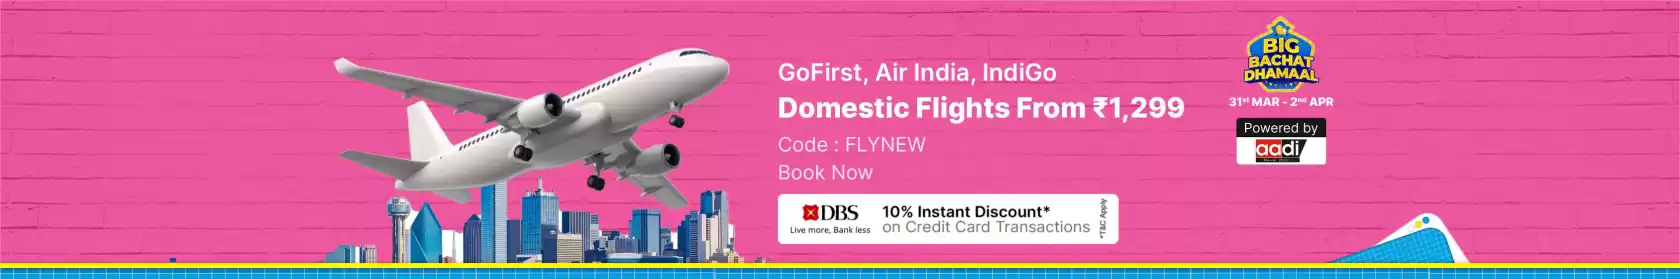 GoFirst, Air India, IndiGo
Domestic Flights From ₹1,299
Code : FLYNEW
Book Now
DBS
Live more, Bank less
10% Instant Discount*
on Credit Card Transactions
*T&C Apply
BIG
BACHAT
DHAMAAL
31st MAR - 2nd APR
Powered by
aadi